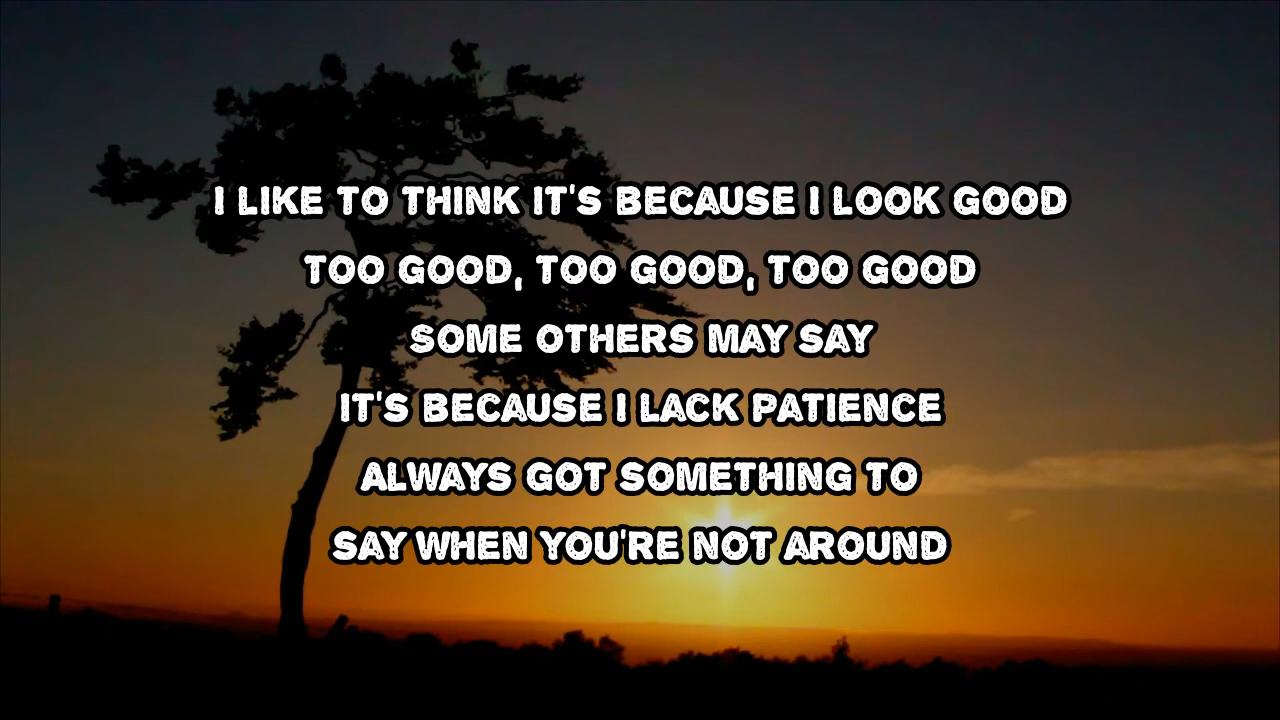 I LIKE TO THINK IT'S BECAUSE I LOOK GOOD
TOO GOOD, TOO GOOD, TOO GOOD
SOME OTHERS MAY SAY
IT'S BECAUSE I LACK PATIENCE
ALWAYS GOT SOMETHING TO
SAY WHEN YOU'RE NOT AROUND